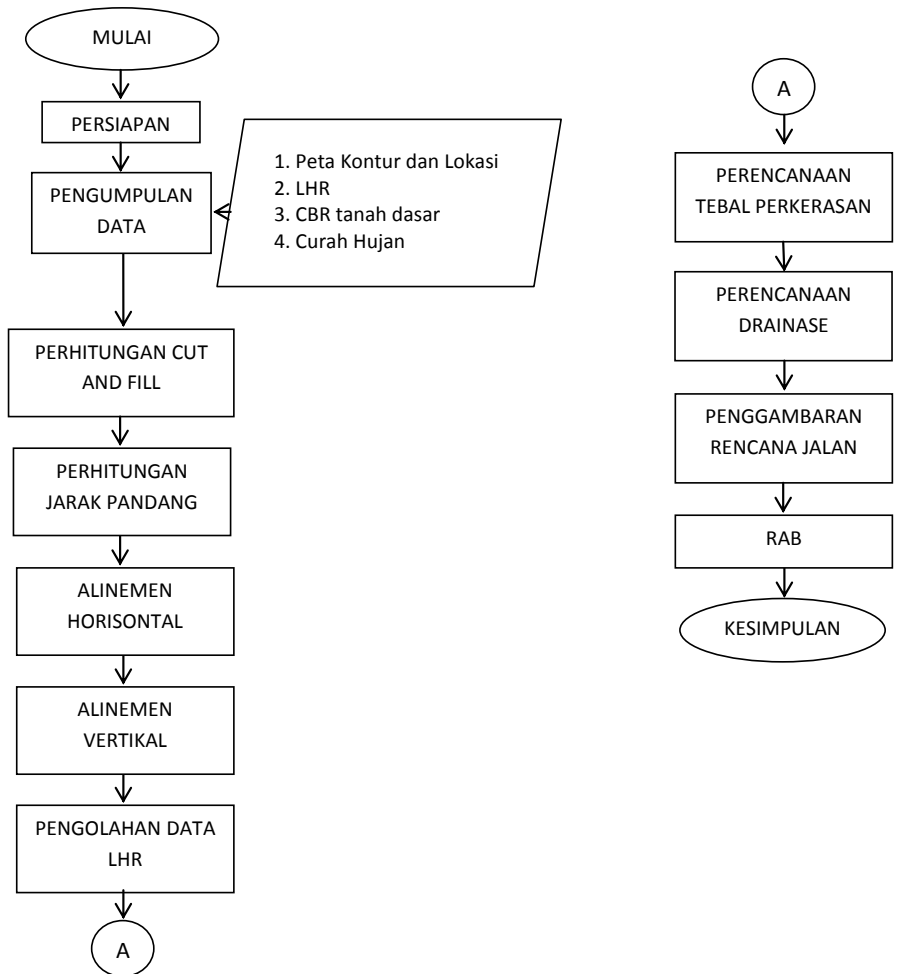 MULAI
PERSIAPAN
PENGUMPULAN
DATA
1. Peta Kontur dan Lokasi
2. LHR
3. CBR tanah dasar
4. Curah Hujan
PERHITUNGAN CUT
AND FILL
PERHITUNGAN
JARAK PANDANG
ALINEMEN
HORISONTAL
ALINEMEN
VERTIKAL
PENGOLAHAN DATA
LHR
A
A
PERENCANAAN
TEBAL PERKERASAN
PERENCANAAN
DRAINASE
PENGGAMBARAN
RENCANA JALAN
RAB
KESIMPULAN